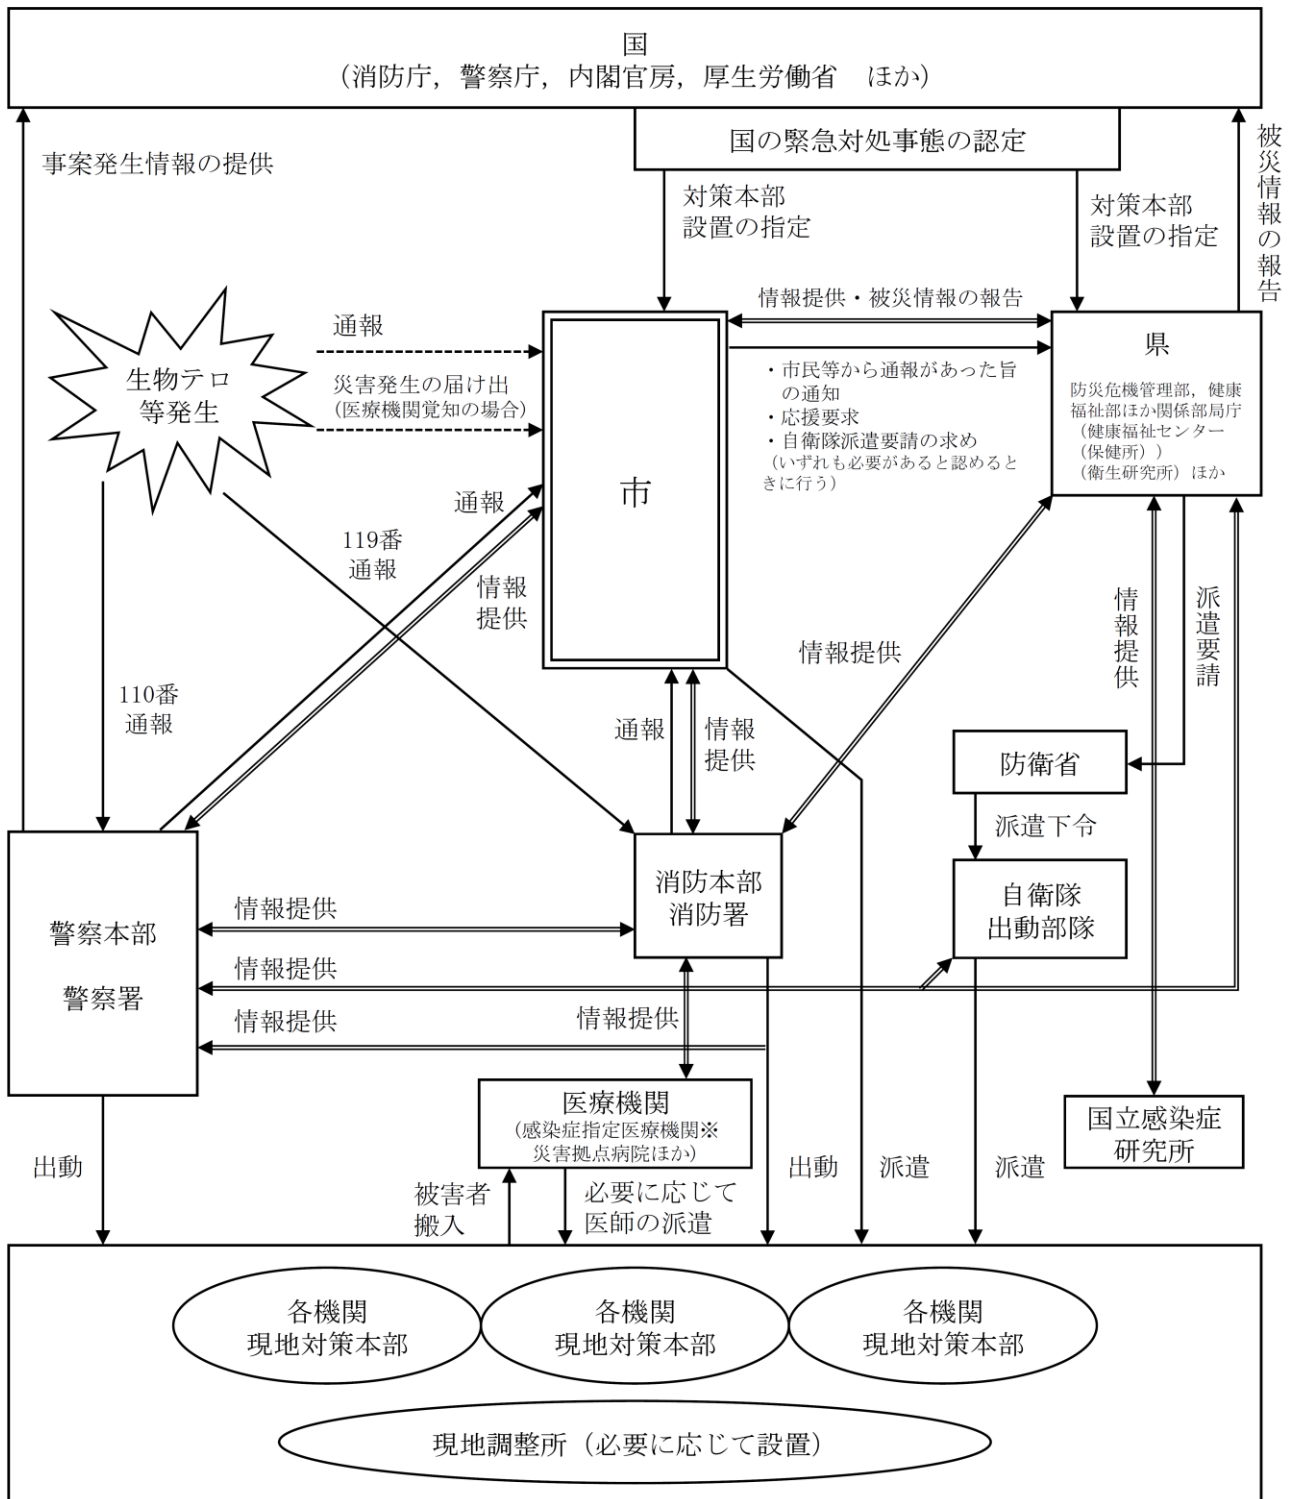 国
（消防庁，警察庁，内閣官房，厚生労働省　ほか）
国の緊急対処事態の認定
事案発生情報の提供
被災情報の報告
対策本部
設置の指定
対策本部
設置の指定
情報提供・被災情報の報告
通報
生物テロ
等発生
災害発生の届け出
（医療機関覚知の場合）
・市民等から通報があった旨
の通知
・応援要求
・自衛隊派遣要請の求め
（いずれも必要があると認めると
きに行う）
県
防災危機管理部，健康
福祉部ほか関係部局庁
（健康福祉センター
（保健所））
（衛生研究所）ほか
市
通報
119番
通報
情報
提供
情報提供
情報提供
派遣要請
110番
通報
通報
情報
提供
防衛省
派遣下令
消防本部
消防署
自衛隊
出動部隊
警察本部
警察署
情報提供
情報提供
情報提供
情報提供
医療機関
（感染症指定医療機関※
災害拠点病院ほか）
国立感染症
研究所
出動
被害者
搬入
必要に応じて
医師の派遣
出動
派遣
派遣
各機関
現地対策本部
各機関
現地対策本部
各機関
現地対策本部
現地調整所（必要に応じて設置）